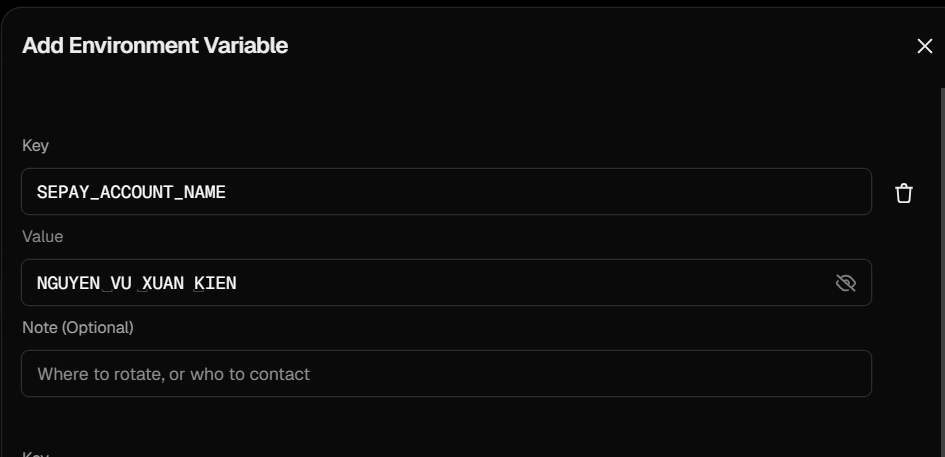 Add Environment Variable
Key
SEPAY_ACCOUNT_NAME
Value
NGUYEN VU XUAN KIEN
Note (Optional)
Where to rotate, or who to contact
Key